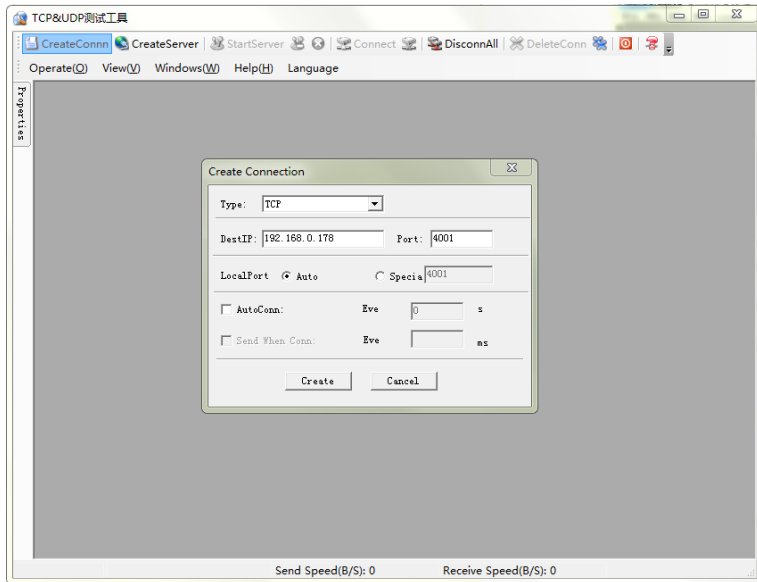 TCP&UDP测试工具
CreateConnn CreateServer StartServer Connect DisconnAll DeleteConn
Operate(O) View(V) Windows(W) Help(H) Language
Properties
Create Connection
Type: TCP
DestIP: 192.168.0.178 Port: 4001
LocalPort Auto Specia 4001
AutoConn: Eve 0 s
Send When Conn: Eve ms
Create Cancel
Send Speed(B/S): 0 Receive Speed(B/S): 0